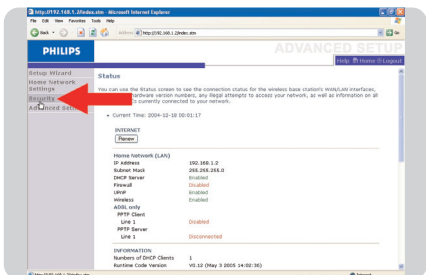 http://192.168.1.2/index.stm - Microsoft Internet Explorer
File Edit View Favorites Tools Help
Back
Address http://192.168.1.2/index.stm Go
PHILIPS
ADVANCED SETUP
Help Home Logout
Setup Wizard
Home Network Settings
Security
Advanced
Status
You can use the Status screen to see the connection status for the wireless base station's WAN/LAN interfaces,
hardware version numbers, any illegal attempts to access your network, as well as information on all
currently connected to your network.
Current Time: 2004-12-18 00:01:17
INTERNET
Renew
Home Network (LAN)
IP Address 192.168.1.2
Subnet Mask 255.255.255.0
DHCP Server Enabled
Firewall Disabled
UPnP Enabled
Wireless Enabled
ADSL only
PPTP Client
Line 1 Disabled
PPTP Server
Line 1 Disconnected
INFORMATION
Numbers of DHCP Clients 1
Runtime Code Version V0.12 (May 3 2005 14:02:36)